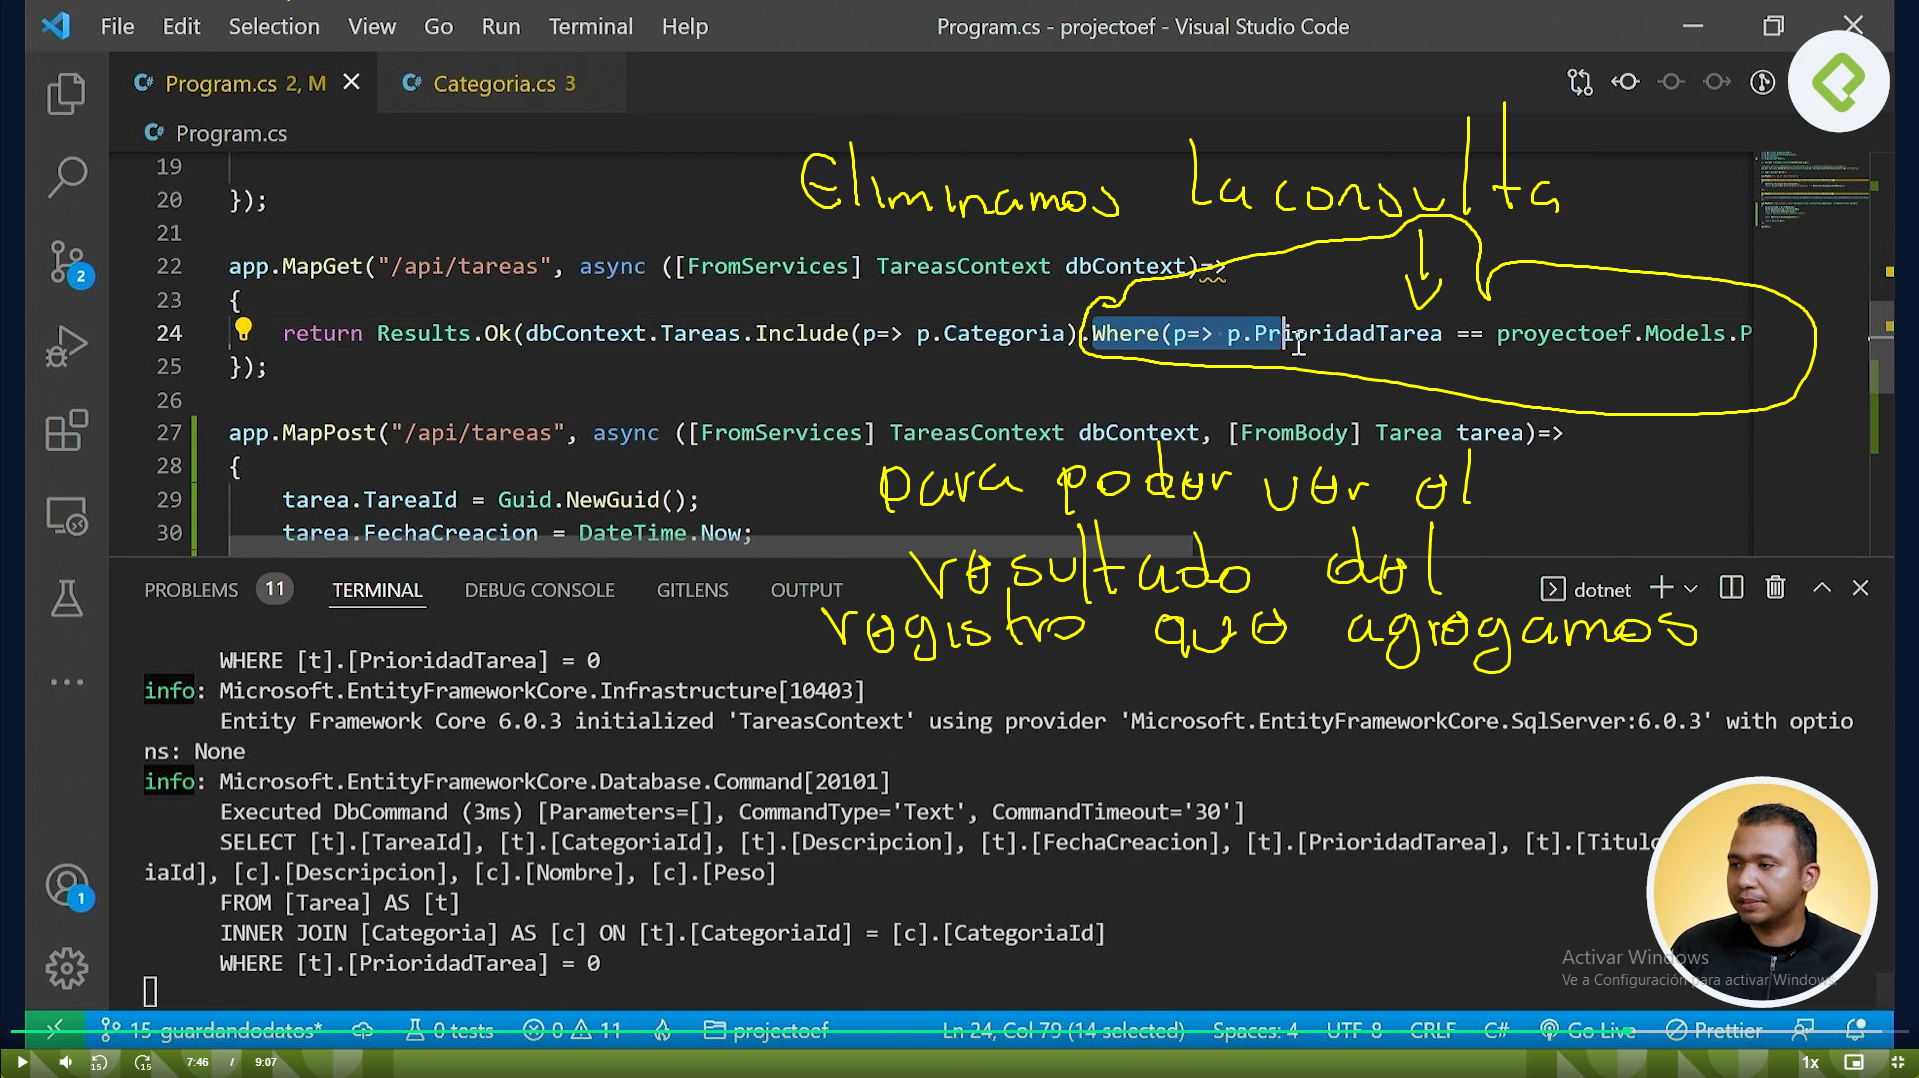 File Edit Selection View Go Run Terminal Help
Program.cs - projectoef - Visual Studio Code
C# Program.cs 2, M
C# Categoria.cs 3
C# Program.cs
Eliminamos la consulta
19
20 });
21
22 app.MapGet("/api/tareas", async ([FromServices] TareasContext dbContext)=>
23 {
24 return Results.Ok(dbContext.Tareas.Include(p=> p.Categoria).Where(p=> p.PrioridadTarea == proyectoef.Models.P
25 });
26
27 app.MapPost("/api/tareas", async ([FromServices] TareasContext dbContext, [FromBody] Tarea tarea)=>
28 {
29 tarea.TareaId = Guid.NewGuid();
30 tarea.FechaCreacion = DateTime.Now;
para poder ver el
resultado del
registro que agregamos
PROBLEMS 11 TERMINAL DEBUG CONSOLE GITLENS OUTPUT
dotnet
WHERE [t].[PrioridadTarea] = 0
info: Microsoft.EntityFrameworkCore.Infrastructure[10403]
Entity Framework Core 6.0.3 initialized 'TareasContext' using provider 'Microsoft.EntityFrameworkCore.SqlServer:6.0.3' with optio
ns: None
info: Microsoft.EntityFrameworkCore.Database.Command[20101]
Executed DbCommand (3ms) [Parameters=[], CommandType='Text', CommandTimeout='30']
SELECT [t].[TareaId], [t].[CategoriaId], [t].[Descripcion], [t].[FechaCreacion], [t].[PrioridadTarea], [t].[Titulo
iaId], [c].[Descripcion], [c].[Nombre], [c].[Peso]
FROM [Tarea] AS [t]
INNER JOIN [Categoria] AS [c] ON [t].[CategoriaId] = [c].[CategoriaId]
WHERE [t].[PrioridadTarea] = 0
2
1
Activar Windows
Ve a Configuración para activar Windows.
15-guardandodatos* 0 tests 0 11 projectoef
Ln 24, Col 79 (14 selected) Spaces: 4 UTF-8 CRLF C# Go Live Prettier
15 15 7:46 / 9:07 1x